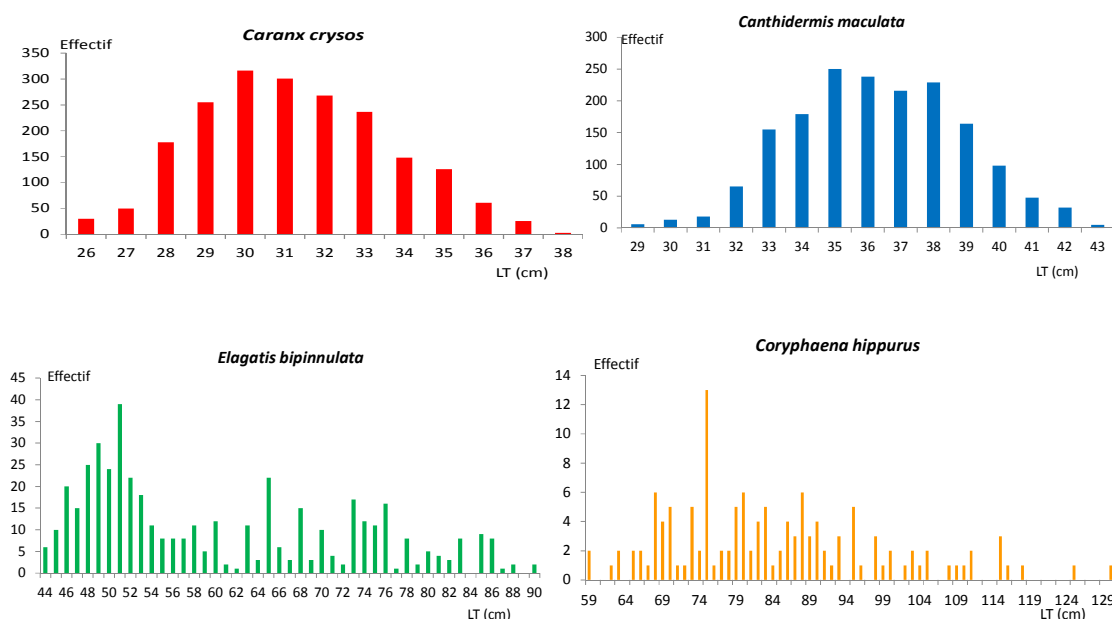 Caranx crysos
Effectif
350
300
250
200
150
100
50
0
26 27 28 29 30 31 32 33 34 35 36 37 38
LT (cm)
Canthidermis maculata
Effectif
300
250
200
150
100
50
0
29 30 31 32 33 34 35 36 37 38 39 40 41 42 43
LT (cm)
Elagatis bipinnulata
Effectif
45
40
35
30
25
20
15
10
5
0
44 46 48 50 52 54 56 58 60 62 64 66 68 70 72 74 76 78 80 82 84 86 88 90
LT (cm)
Coryphaena hippurus
Effectif
14
12
10
8
6
4
2
0
59 64 69 74 79 84 89 94 99 104 109 114 119 124 129
LT (cm)